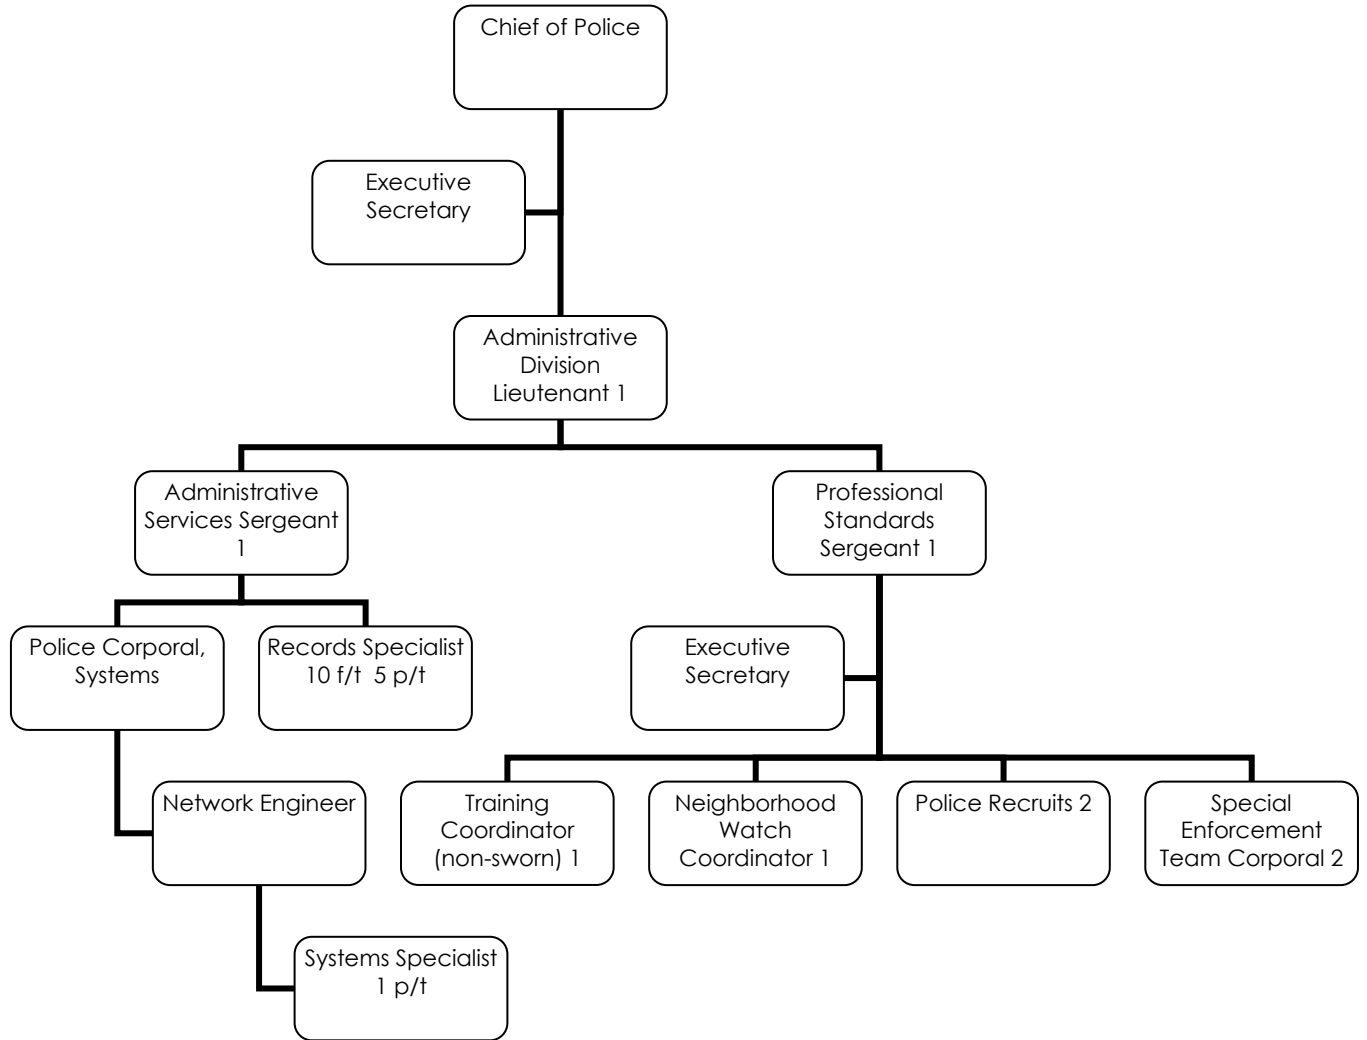 Chief of Police
Executive
Secretary
Administrative
Division
Lieutenant 1
Administrative
Services Sergeant
1
Professional
Standards
Sergeant 1
Police Corporal,
Systems
Records Specialist
10 f/t  5 p/t
Executive
Secretary
Network Engineer
Training
Coordinator
(non-sworn) 1
Neighborhood
Watch
Coordinator 1
Police Recruits 2
Special
Enforcement
Team Corporal 2
Systems Specialist
1 p/t